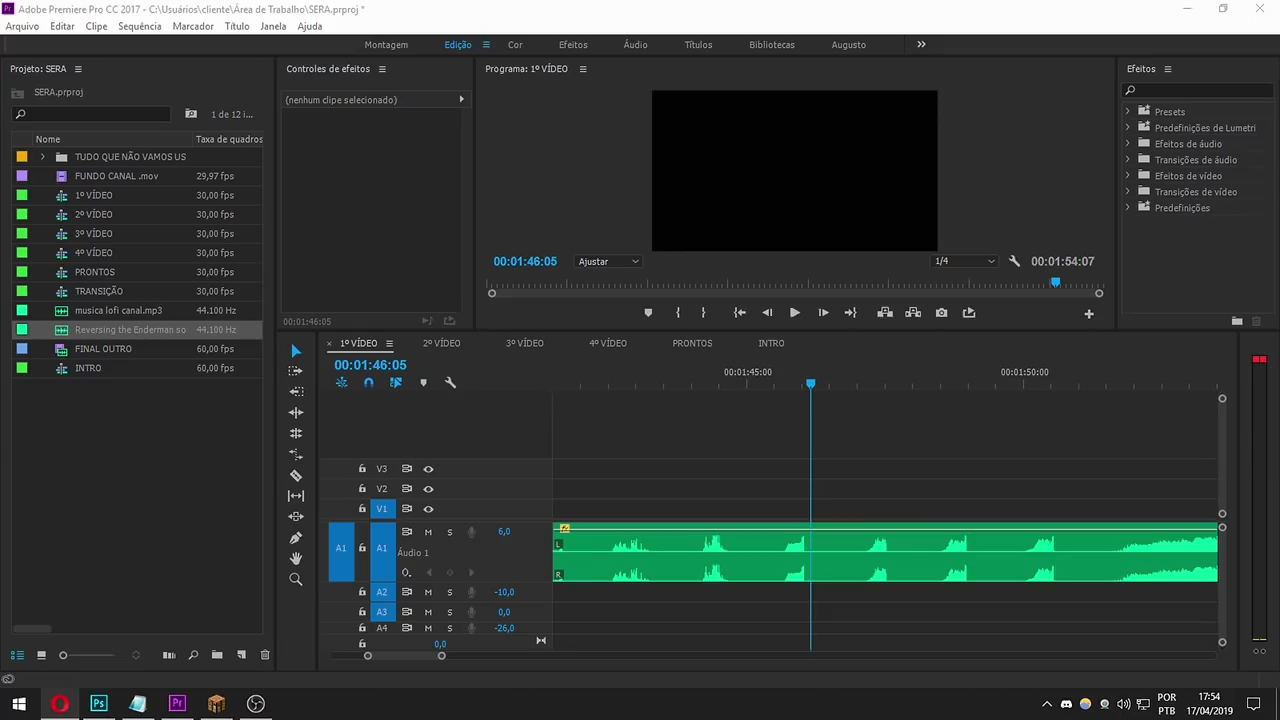 Adobe Premiere Pro CC 2017 - C:\Usuários\cliente\Área de Trabalho\SERA.prproj *
Arquivo Editar Clipe Sequência Marcador Título Janela Ajuda
Montagem Edição Cor Efeitos Áudio Títulos Bibliotecas Augusto
Projeto: SERA
SERA.prproj
1 de 12 i...
Nome Taxa de quadros
TUDO QUE NÃO VAMOS US
FUNDO CANAL .mov 29,97 fps
1º VÍDEO 30,00 fps
2º VÍDEO 30,00 fps
3º VÍDEO 30,00 fps
4º VÍDEO 30,00 fps
PRONTOS 30,00 fps
TRANSIÇÃO 30,00 fps
musica lofi canal.mp3 44.100 Hz
Reversing the Enderman so 44.100 Hz
FINAL OUTRO 60,00 fps
INTRO 60,00 fps
Controles de efeitos
(nenhum clipe selecionado)
00:01:46:05
Programa: 1º VÍDEO
00:01:46:05 Ajustar 1/4 00:01:54:07
Efeitos
Presets
Predefinições de Lumetri
Efeitos de áudio
Transições de áudio
Efeitos de vídeo
Transições de vídeo
Predefinições
1º VÍDEO 2º VÍDEO 3º VÍDEO 4º VÍDEO PRONTOS INTRO
00:01:46:05
00:01:45:00 00:01:50:00
V3
V2
V1
A1 A1 M S 6,0
Áudio 1
L
R
A2 M S -10,0
A3 M S 0,0
A4 M S -26,0
0,0
Ps Pr
POR
PTB
17:54
17/04/2019